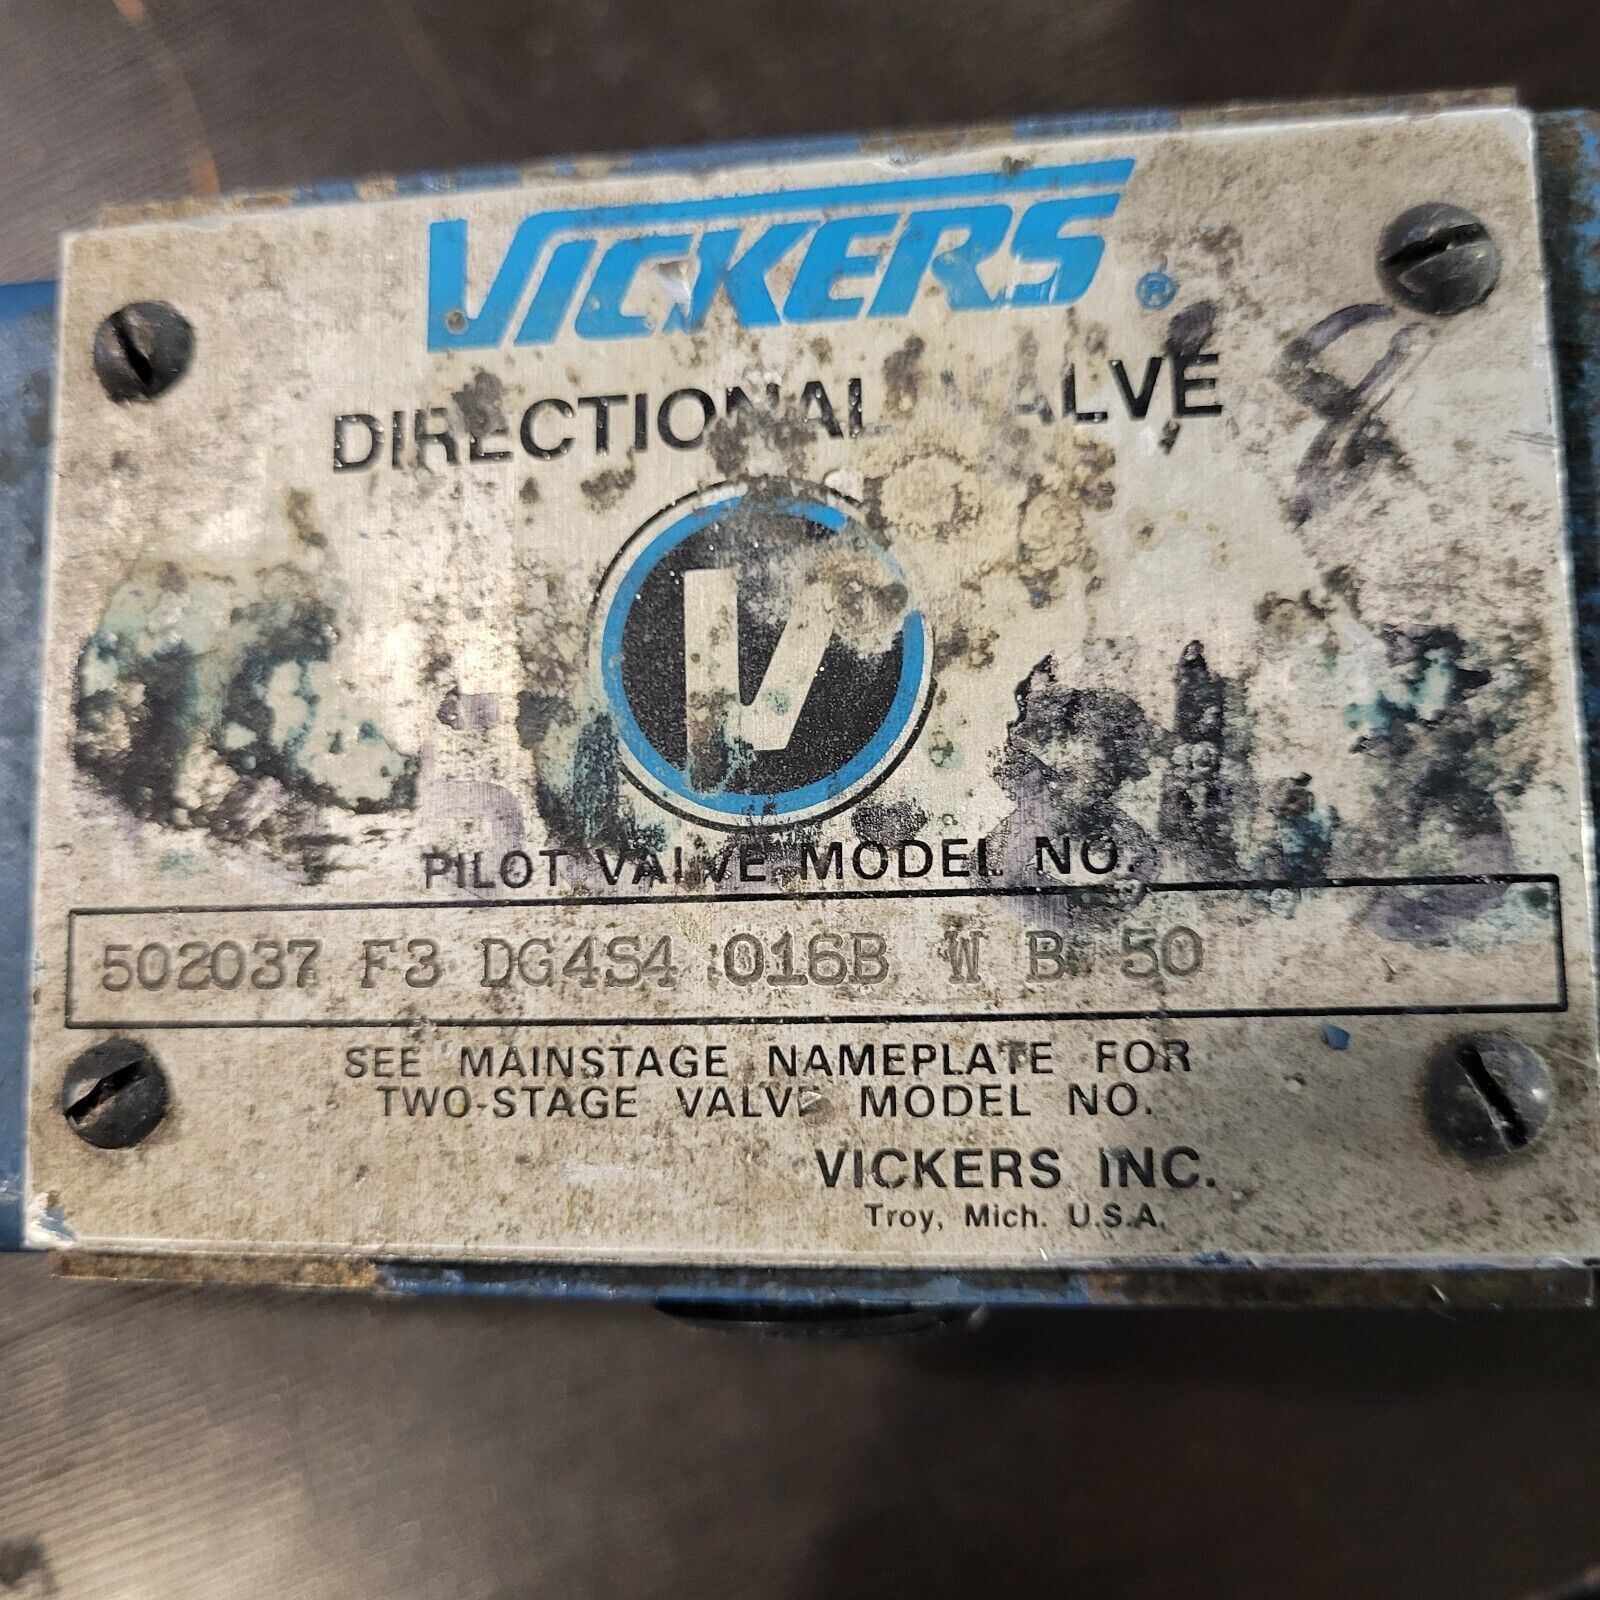 VICKERS ®
DIRECTIONAL VALVE
V
PILOT VALVE MODEL NO.
502037 F3 DG4S4 016B W B 50
SEE MAINSTAGE NAMEPLATE FOR
TWO-STAGE VALVE MODEL NO.
VICKERS INC.
Troy, Mich. U.S.A.